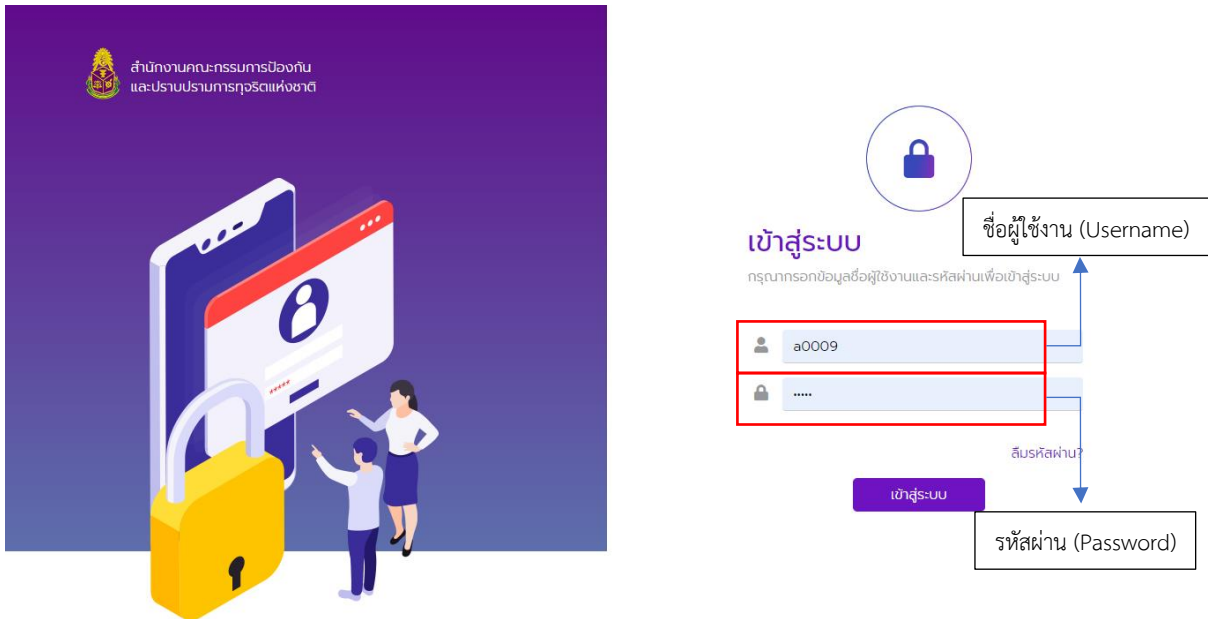 สำนักงานคณะกรรมการป้องกัน
และปราบปรามการทุจริตแห่งชาติ
ชื่อผู้ใช้งาน (Username)
เข้าสู่ระบบ
กรุณากรอกข้อมูลชื่อผู้ใช้งานและรหัสผ่านเพื่อเข้าสู่ระบบ
a0009
•••••
ลืมรหัสผ่าน?
เข้าสู่ระบบ
รหัสผ่าน (Password)